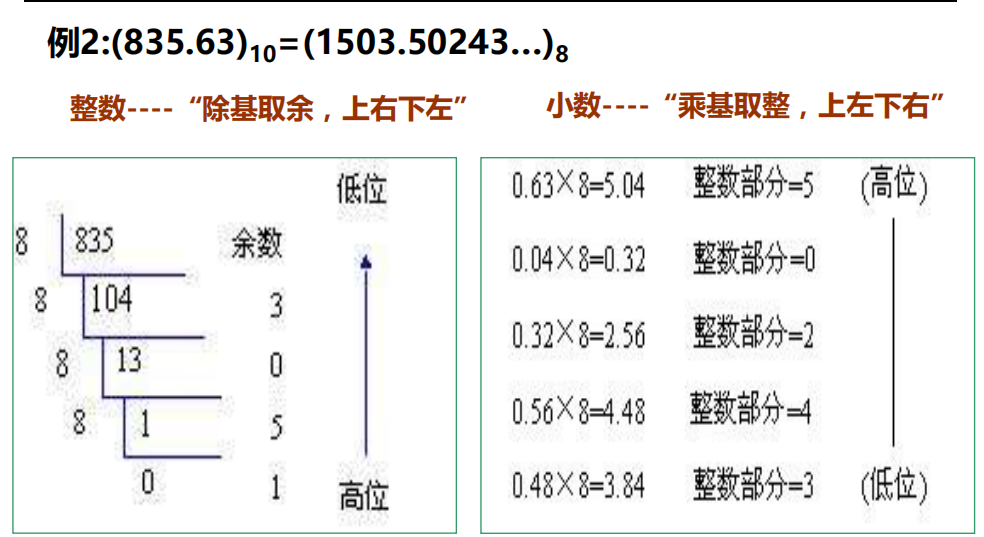 例2:(835.63)10=(1503.50243…)8
整数----“除基取余，上右下左”
小数----“乘基取整，上左下右”
低位
8 835 余数
8 104 3
8 13 0
8 1 5
0 1 高位
0.63×8=5.04 整数部分=5 (高位)
0.04×8=0.32 整数部分=0
0.32×8=2.56 整数部分=2
0.56×8=4.48 整数部分=4
0.48×8=3.84 整数部分=3 (低位)